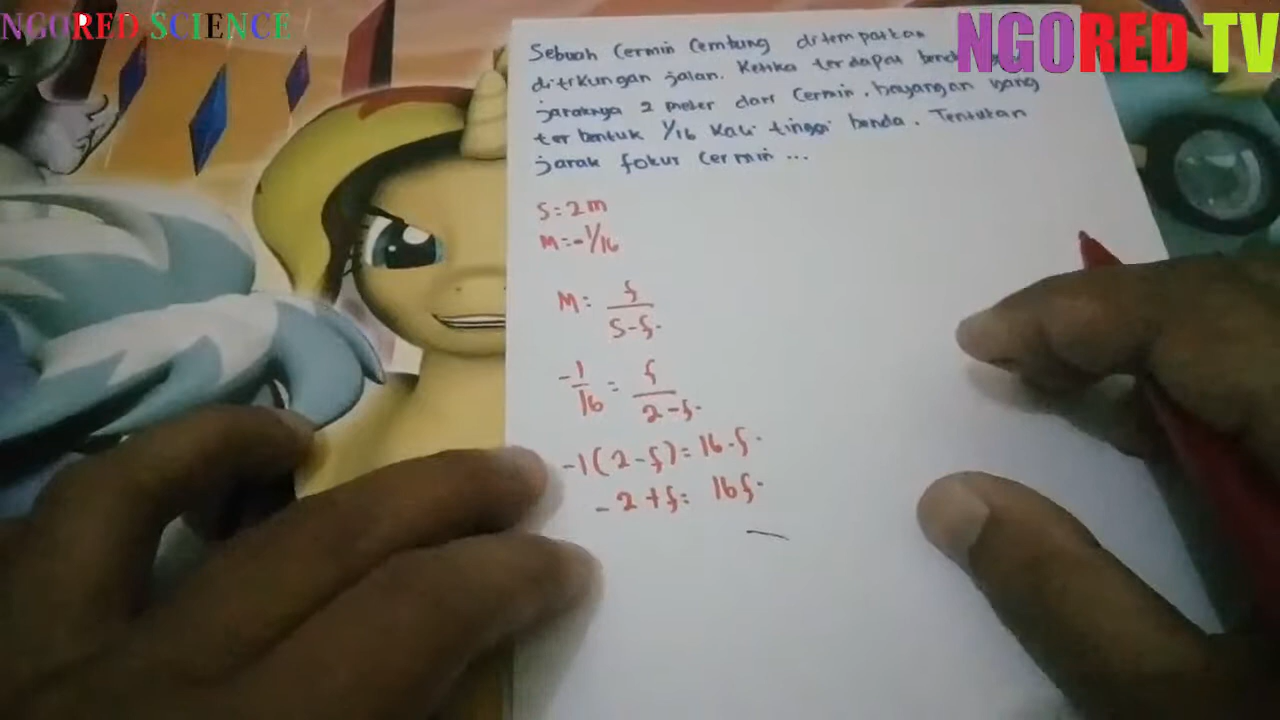 NGORED SCIENCE
NGORED TV
Sebuah Cermin Cembung ditempatkan
ditikungan jalan. Ketika terdapat
jaraknya 2 meter dari Cermin, bayangan yang
terbentuk 1/16 kali tinggi benda. Tentukan
jarak fokus Cermin ...
S = 2m
M = -1/16
M = f / S-f.
-1/16 = f / 2-f.
-1(2-f) = 16.f.
-2+f = 16f.